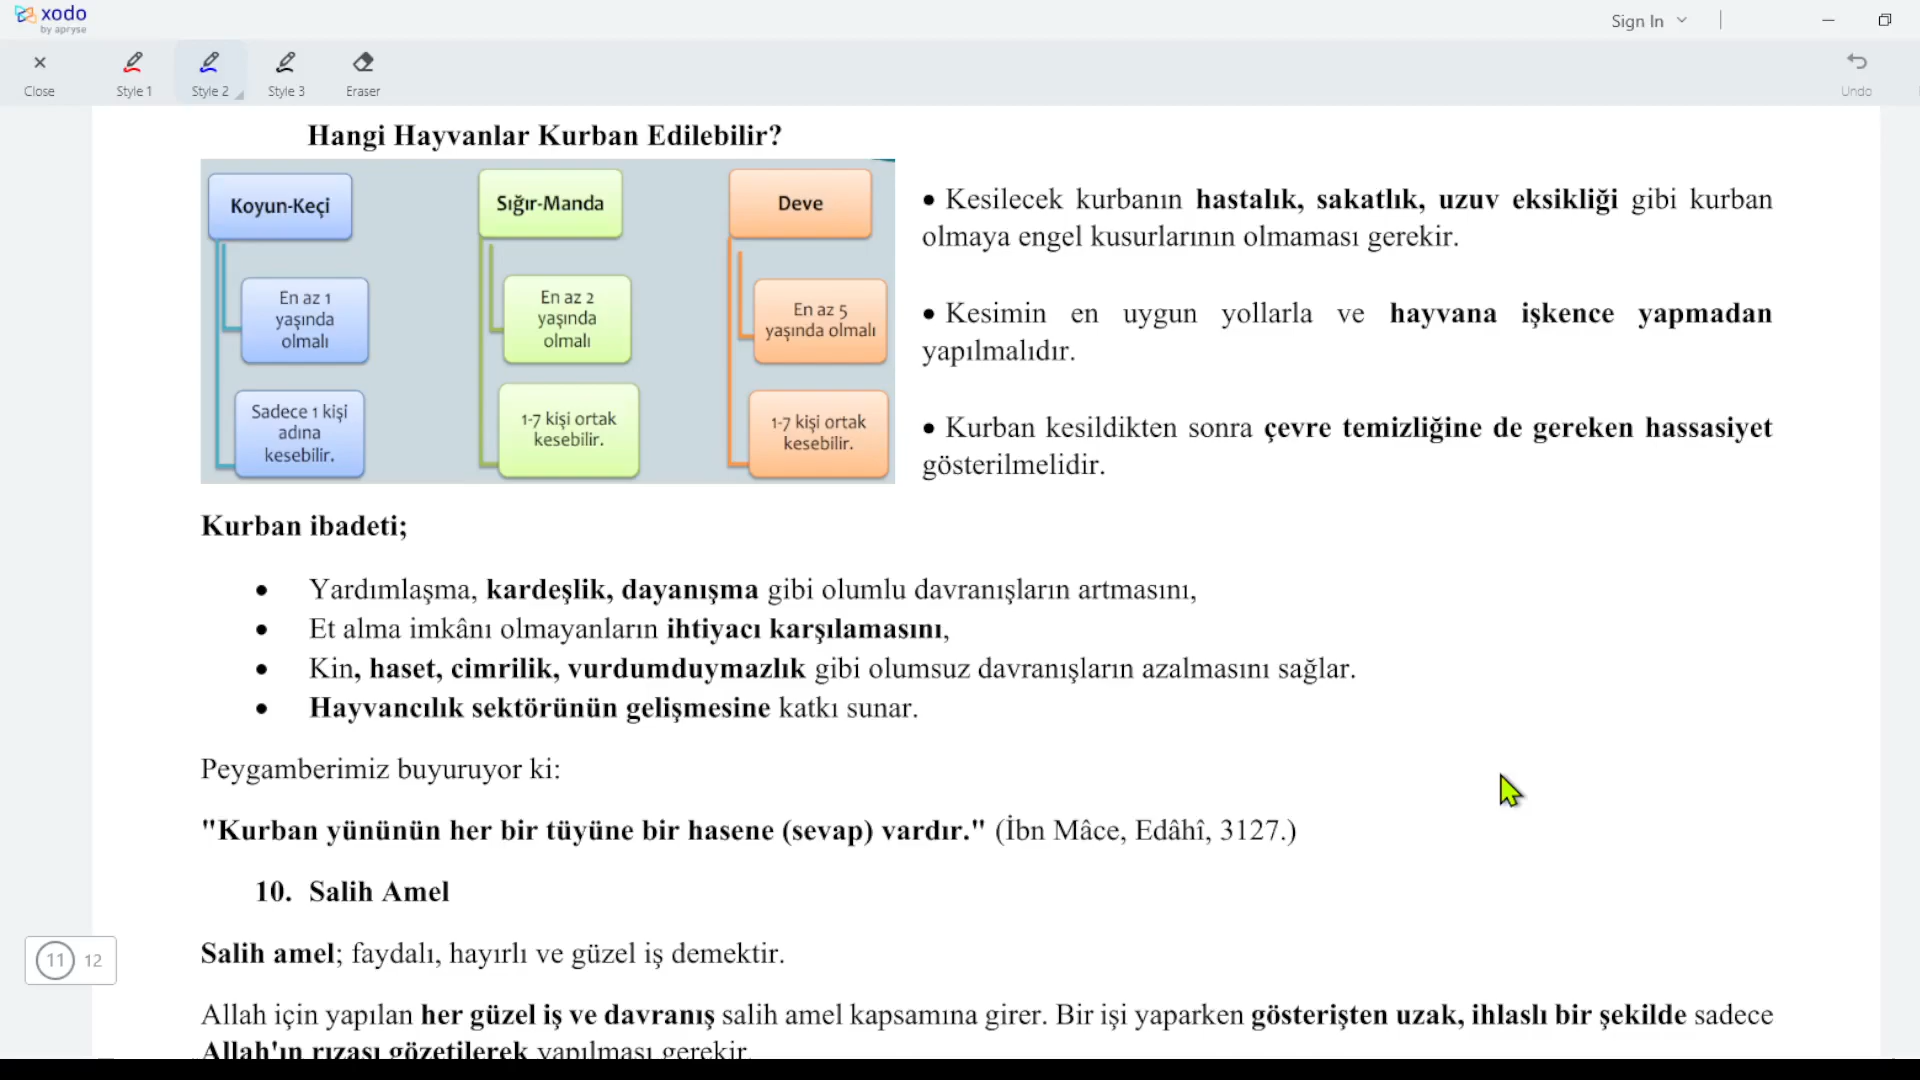 xodo
by apryse
Sign In
Close
Style 1
Style 2
Style 3
Eraser
Undo
Hangi Hayvanlar Kurban Edilebilir?
Koyun-Keçi
En az 1
yaşında
olmalı
Sadece 1 kişi
adına
kesebilir.
Sığır-Manda
En az 2
yaşında
olmalı
1-7 kişi ortak
kesebilir.
Deve
En az 5
yaşında olmalı
1-7 kişi ortak
kesebilir.
• Kesilecek kurbanın hastalık, sakatlık, uzuv eksikliği gibi kurban
olmaya engel kusurlarının olmaması gerekir.
• Kesimin en uygun yollarla ve hayvana işkence yapmadan
yapılmalıdır.
• Kurban kesildikten sonra çevre temizliğine de gereken hassasiyet
gösterilmelidir.
Kurban ibadeti;
• Yardımlaşma, kardeşlik, dayanışma gibi olumlu davranışların artmasını,
• Et alma imkânı olmayanların ihtiyacı karşılamasını,
• Kin, haset, cimrilik, vurdumduymazlık gibi olumsuz davranışların azalmasını sağlar.
• Hayvancılık sektörünün gelişmesine katkı sunar.
Peygamberimiz buyuruyor ki:
"Kurban yününün her bir tüyüne bir hasene (sevap) vardır." (İbn Mâce, Edâhî, 3127.)
10. Salih Amel
Salih amel; faydalı, hayırlı ve güzel iş demektir.
11 12
Allah için yapılan her güzel iş ve davranış salih amel kapsamına girer. Bir işi yaparken gösterişten uzak, ihlaslı bir şekilde sadece
Allah'ın rızası gözetilerek yapılması gerekir.